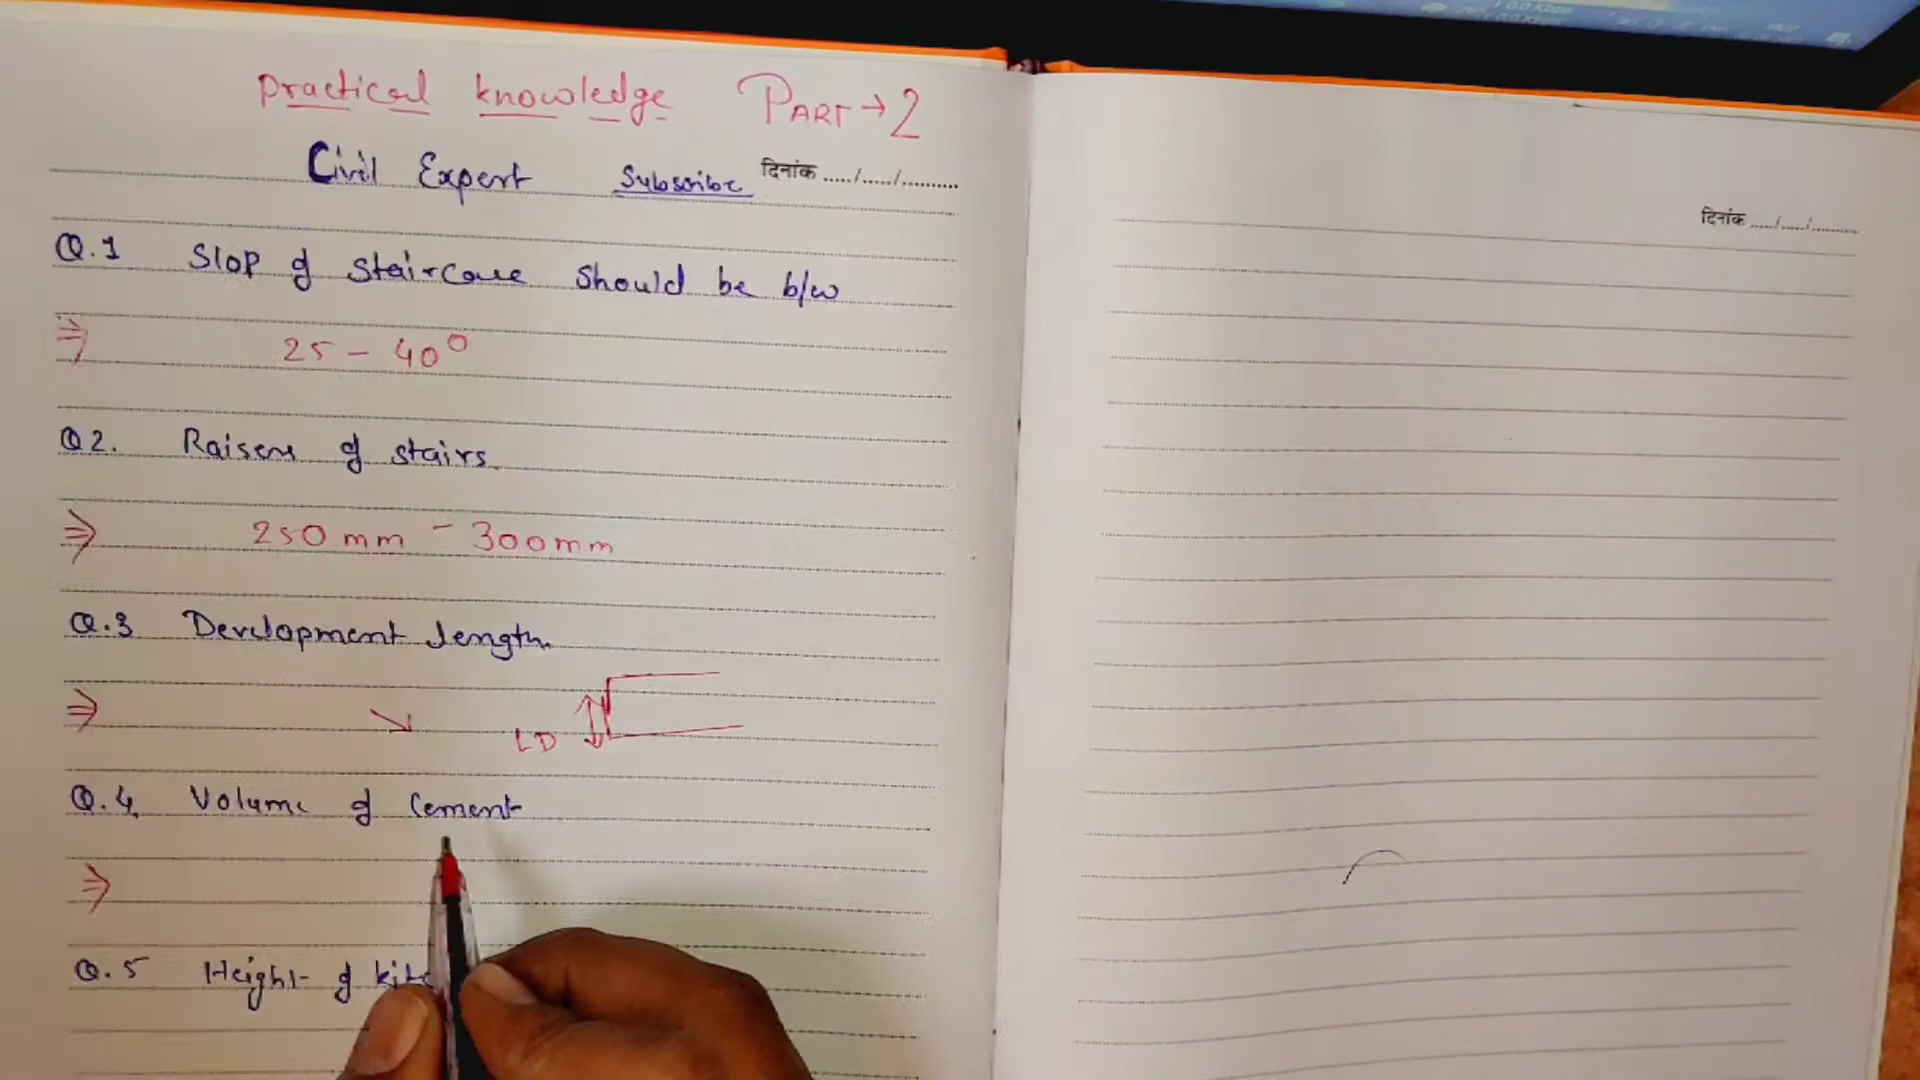 Practical knowledge PART → 2
Civil Expert Subscribe दिनांक ...../...../..........
दिनांक ...../...../..........
Q.1 Slop of staircase should be b/w
⇒ 25 - 40°
Q2. Raisers of stairs
⇒ 250 mm - 300mm
Q.3 Development length
⇒
LD
Q.4. Volume of Cement
⇒
Q.5 Height of